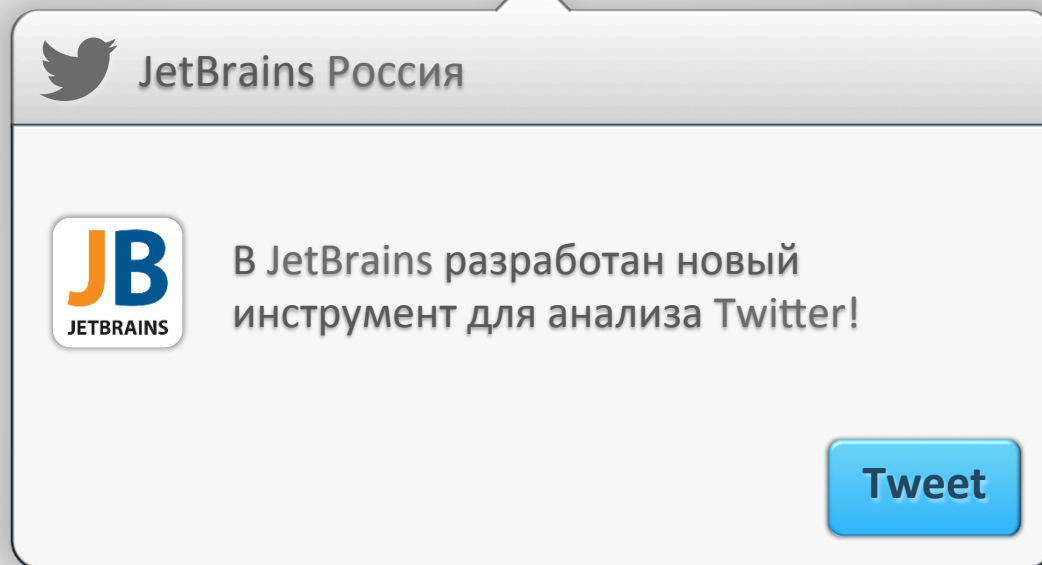 JetBrains Россия
JB
JETBRAINS
В JetBrains разработан новый
инструмент для анализа Twitter!
Tweet